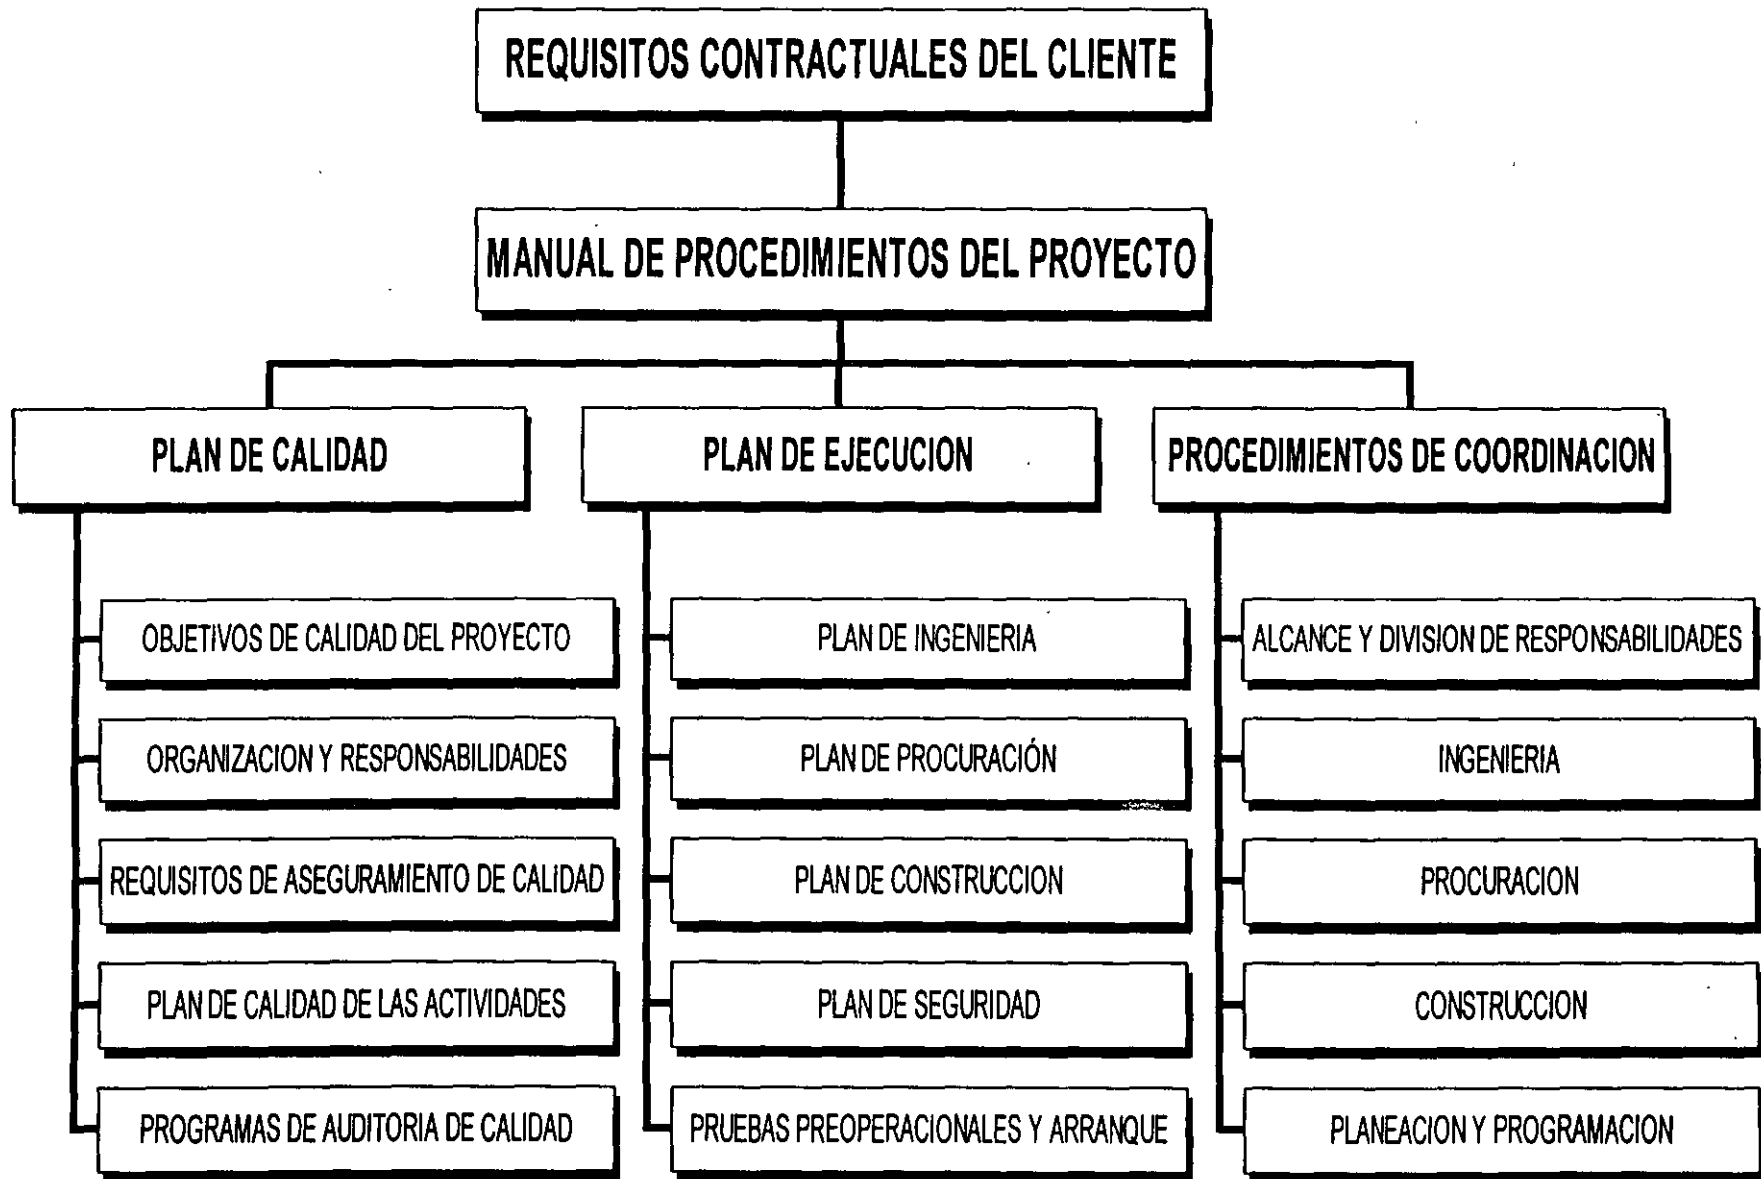 REQUISITOS CONTRACTUALES DEL CLIENTE
MANUAL DE PROCEDIMIENTOS DEL PROYECTO
PLAN DE CALIDAD
PLAN DE EJECUCION
PROCEDIMIENTOS DE COORDINACION
OBJETIVOS DE CALIDAD DEL PROYECTO
ORGANIZACION Y RESPONSABILIDADES
REQUISITOS DE ASEGURAMIENTO DE CALIDAD
PLAN DE CALIDAD DE LAS ACTIVIDADES
PROGRAMAS DE AUDITORIA DE CALIDAD
PLAN DE INGENIERIA
PLAN DE PROCURACIÓN
PLAN DE CONSTRUCCION
PLAN DE SEGURIDAD
PRUEBAS PREOPERACIONALES Y ARRANQUE
ALCANCE Y DIVISION DE RESPONSABILIDADES
INGENIERIA
PROCURACION
CONSTRUCCION
PLANEACION Y PROGRAMACION